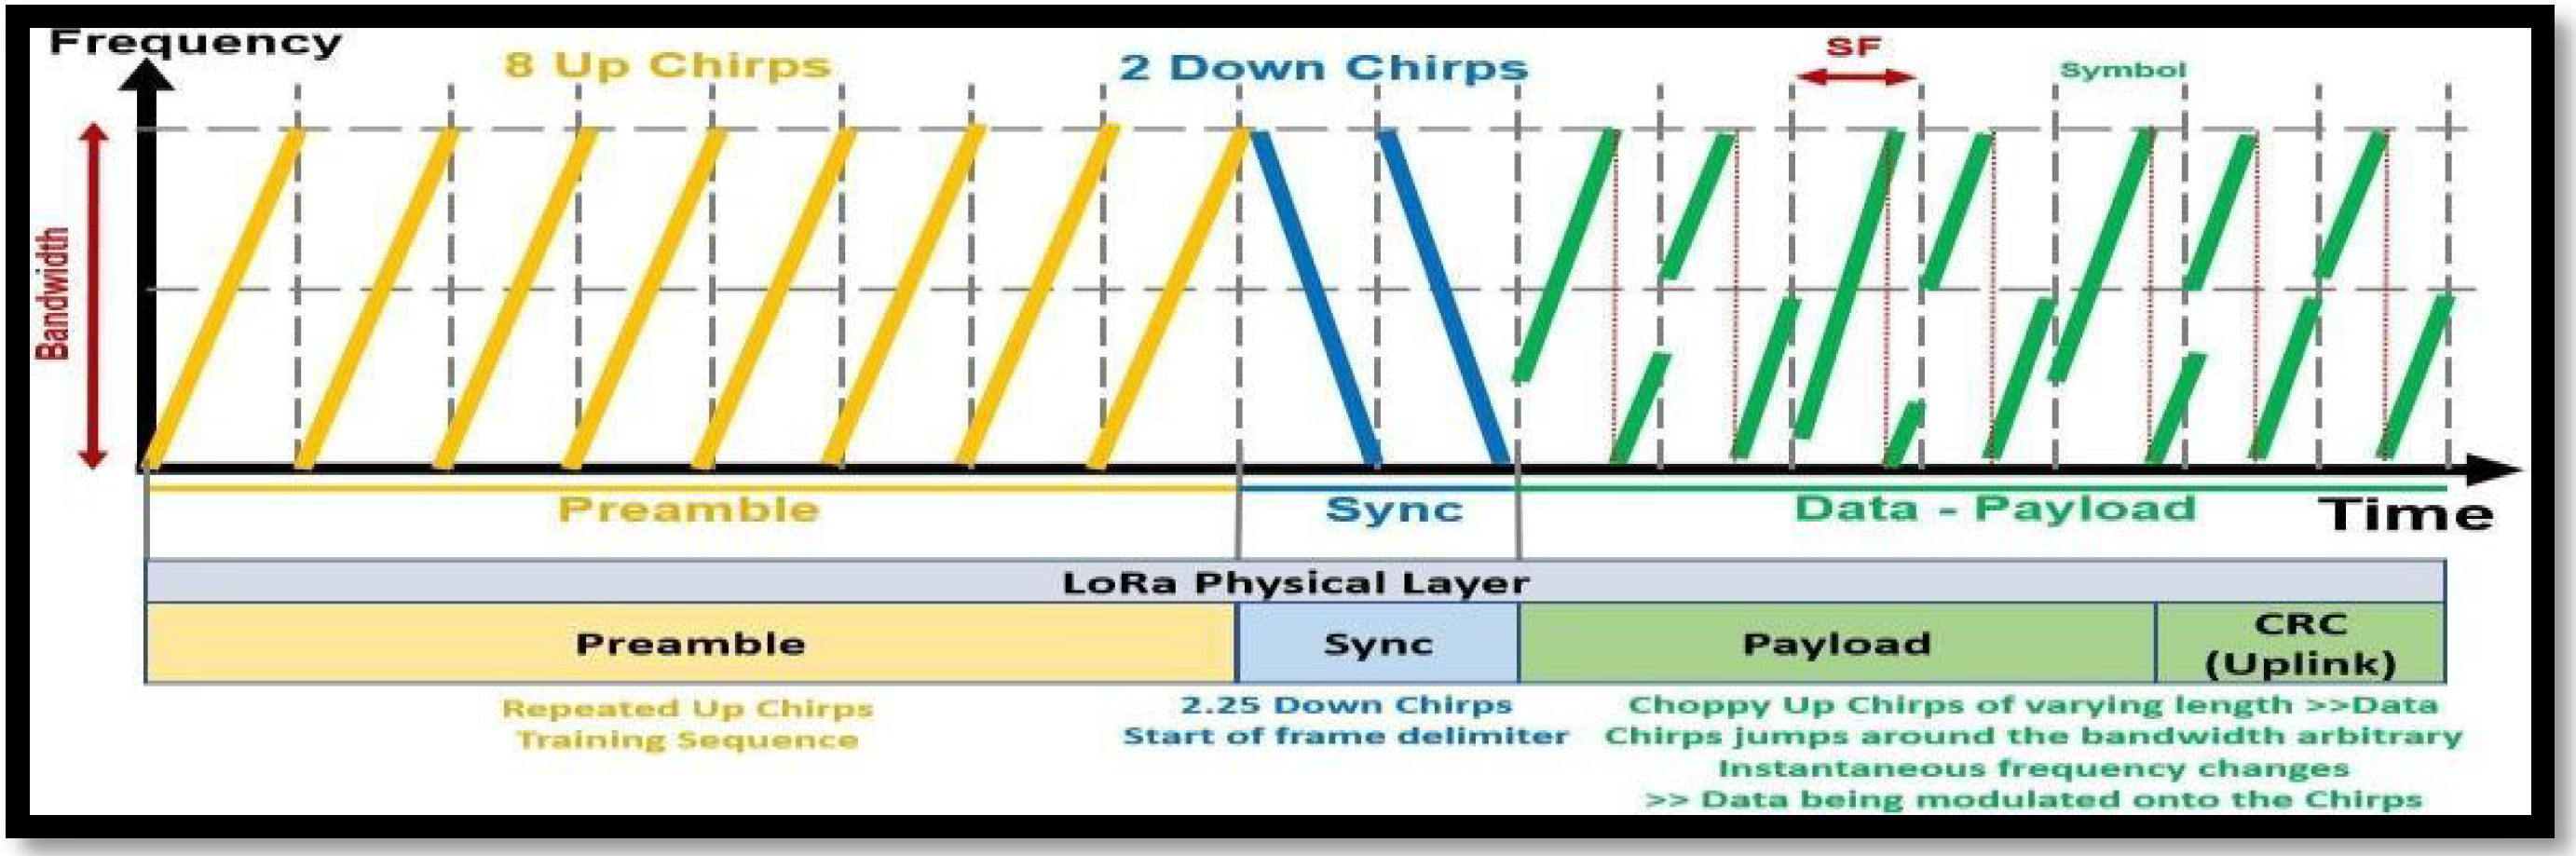 Frequency
8 Up Chirps
2 Down Chirps
SF
Symbol
Bandwidth
Preamble
Sync
Data - Payload
Time
LoRa Physical Layer
Preamble
Sync
Payload
CRC
(Uplink)
Repeated Up Chirps
Training Sequence
2.25 Down Chirps
Start of frame delimiter
Choppy Up Chirps of varying length >>Data
Chirps jumps around the bandwidth arbitrary
Instantaneous frequency changes
>> Data being modulated onto the Chirps